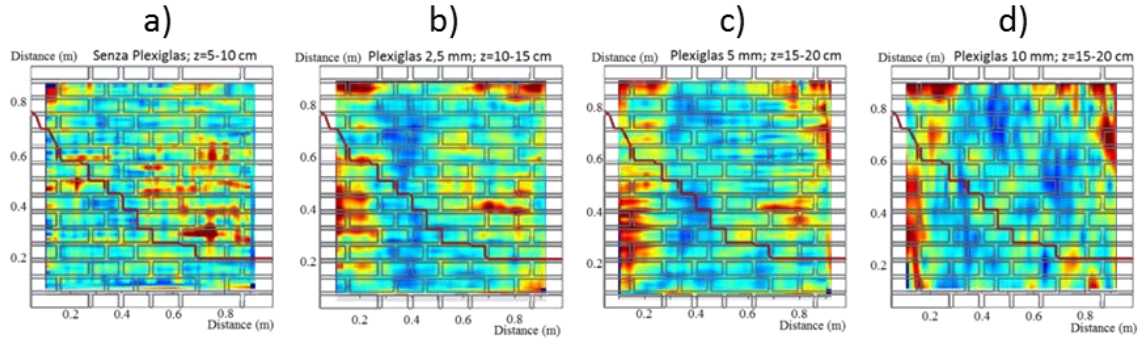 a) b) c) d)
Distance (m) Senza Plexiglas; z=5-10 cm
0.8
0.6
0.4
0.2
0.2 0.4 0.6 0.8
Distance (m)
Distance (m) Plexiglas 2,5 mm; z=10-15 cm
0.8
0.6
0.4
0.2
0.2 0.4 0.6 0.8
Distance (m)
Distance (m) Plexiglas 5 mm; z=15-20 cm
0.8
0.6
0.4
0.2
0.2 0.4 0.6 0.8
Distance (m)
Distance (m) Plexiglas 10 mm; z=15-20 cm
0.8
0.6
0.4
0.2
0.2 0.4 0.6 0.8
Distance (m)